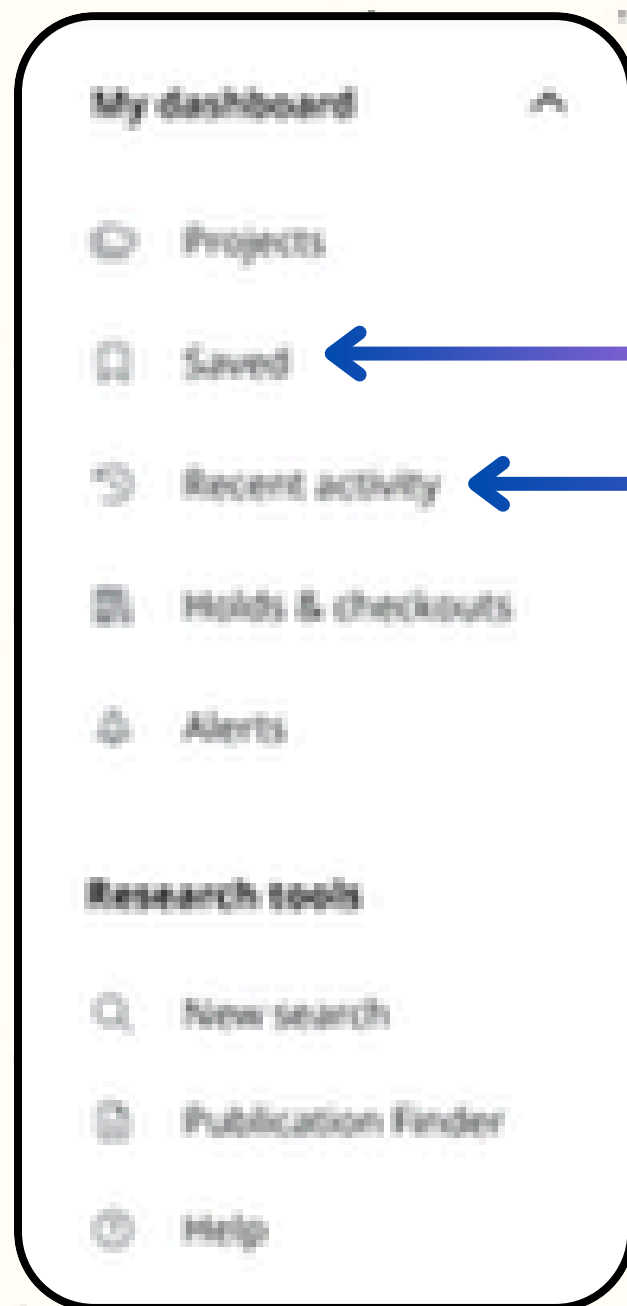 My dashboard
Projects
Saved
Recent activity
Holds & checkouts
Alerts
Research tools
New search
Publication Finder
Help